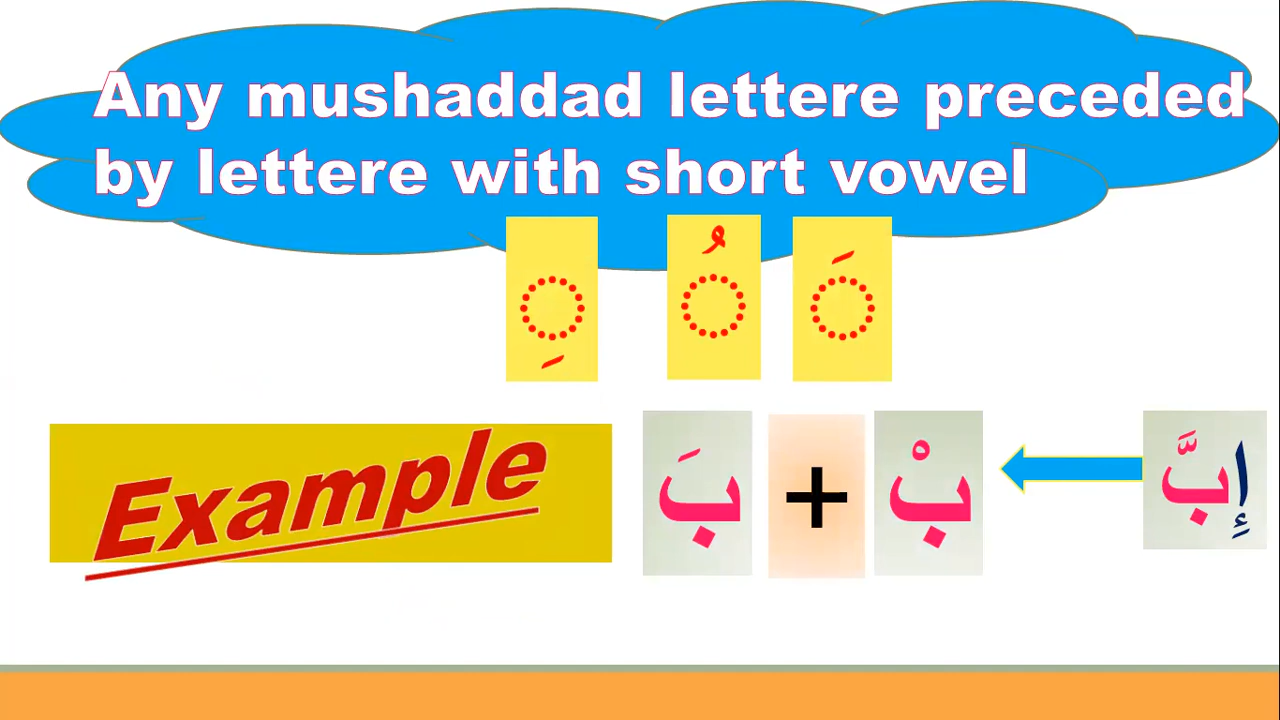 Any mushaddad lettere preceded
by lettere with short vowel
◌َ ◌ُ ◌ِ
Example
إِبَّ بْ + بَ